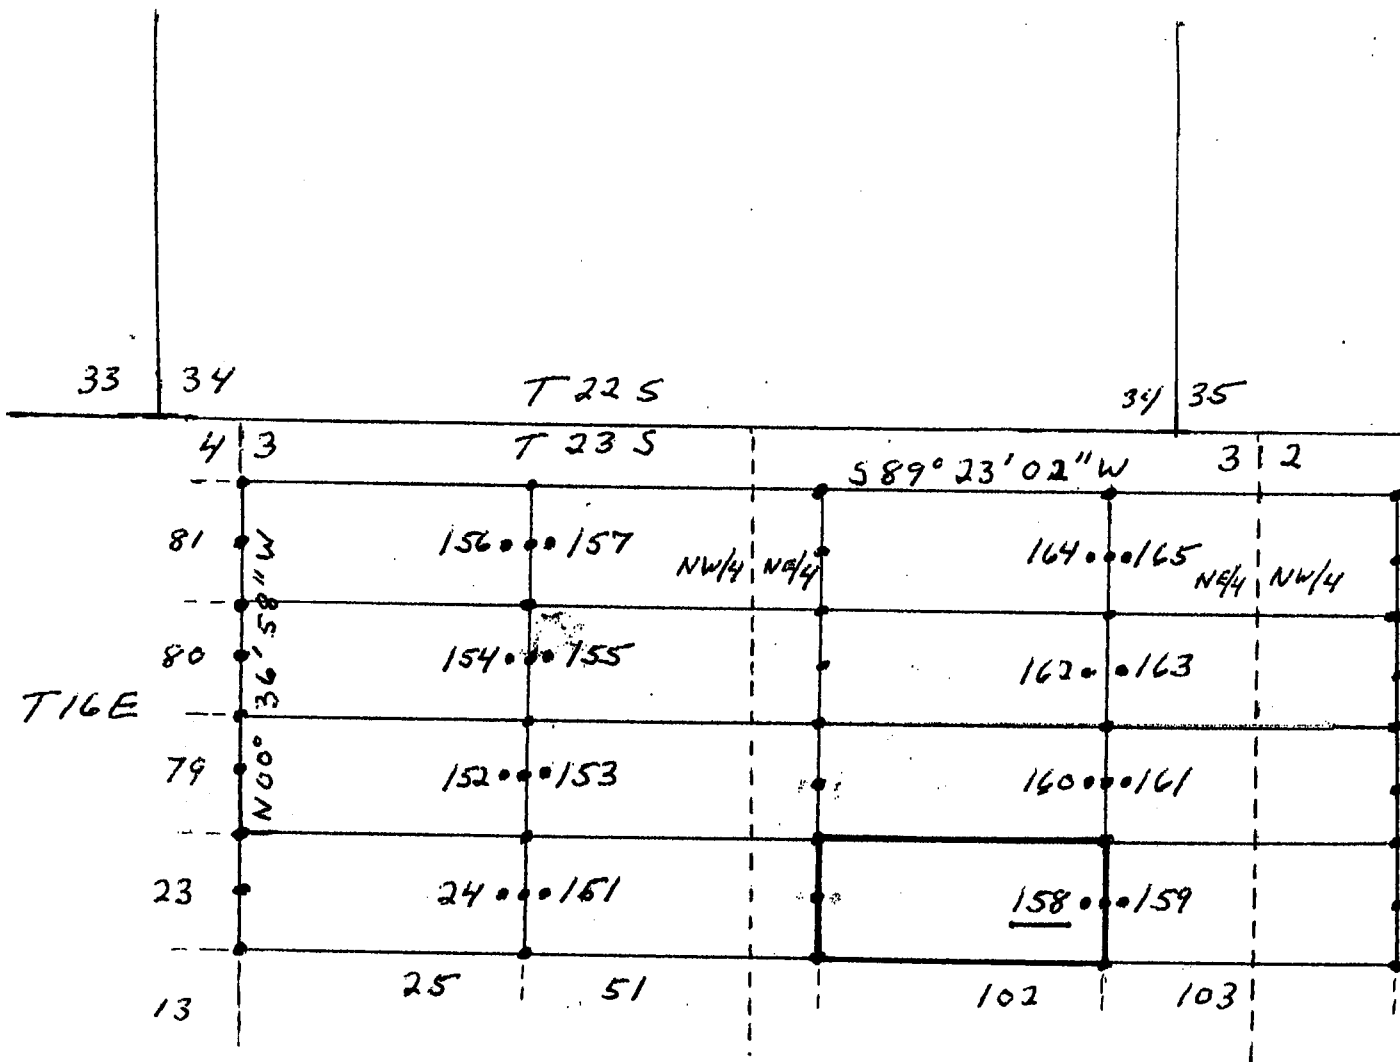 33 34 T 22 S 34 35
4 3 T 23 S 3 2
S 89° 23' 02" W
81 156 157 164 165
NW/4 NE/4 NE/4 NW/4
N00° 36' 58" W
80 154 155 162 163
T16E
79 152 153 160 161
23 24 151 158 159
25 51 102 103
13